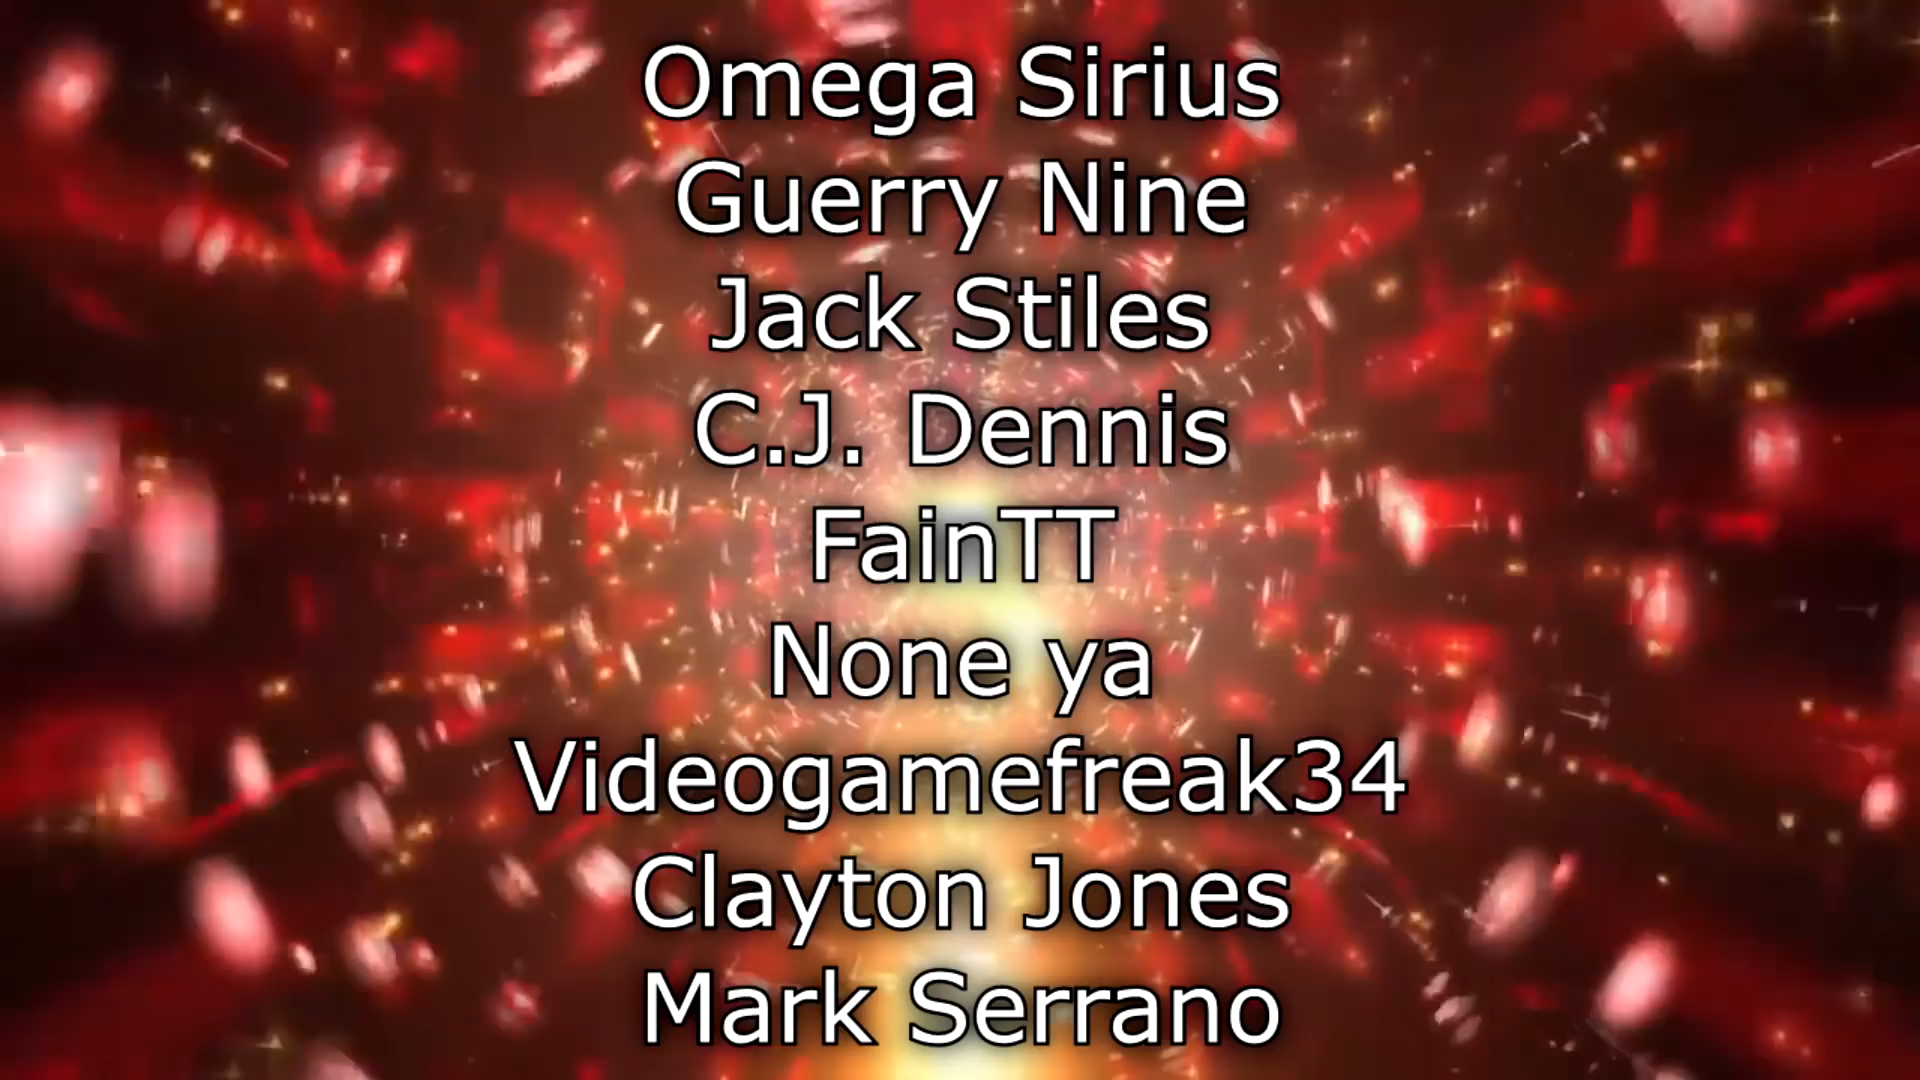 Omega Sirius
Guerry Nine
Jack Stiles
C.J. Dennis
FainTT
None ya
Videogamefreak34
Clayton Jones
Mark Serrano